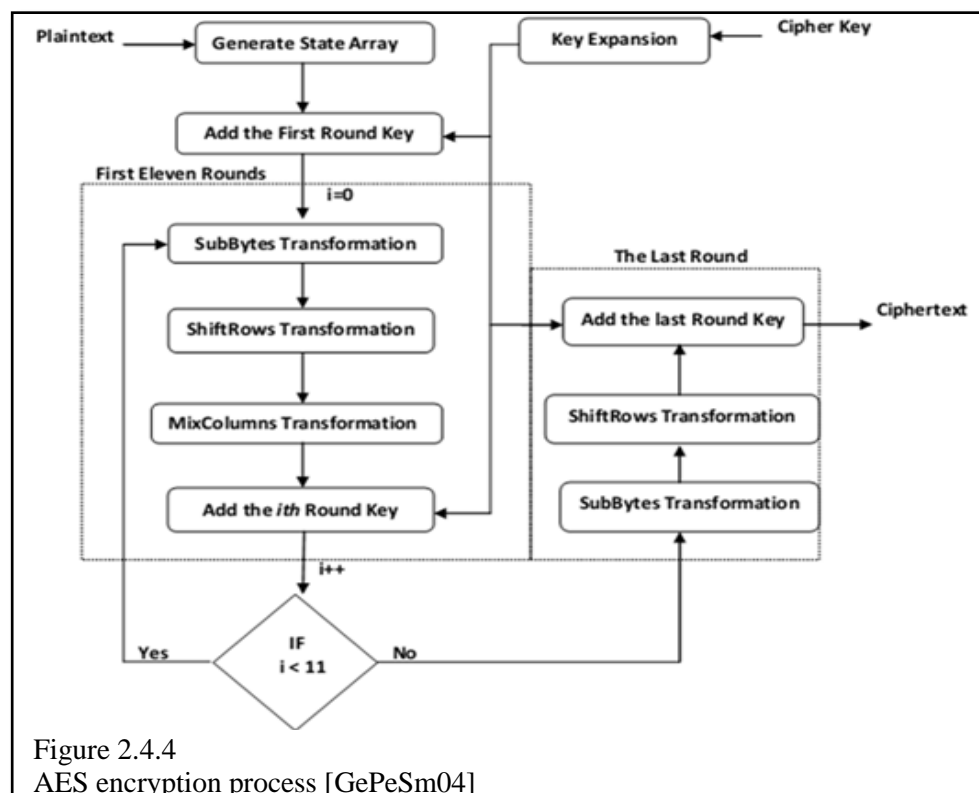 Plaintext
Generate State Array
Key Expansion
Cipher Key
Add the First Round Key
First Eleven Rounds
i=0
SubBytes Transformation
ShiftRows Transformation
MixColumns Transformation
Add the ith Round Key
i++
IF
i < 11
Yes
No
The Last Round
Add the last Round Key
Ciphertext
ShiftRows Transformation
SubBytes Transformation
Figure 2.4.4
AES encryption process [GePeSm04]